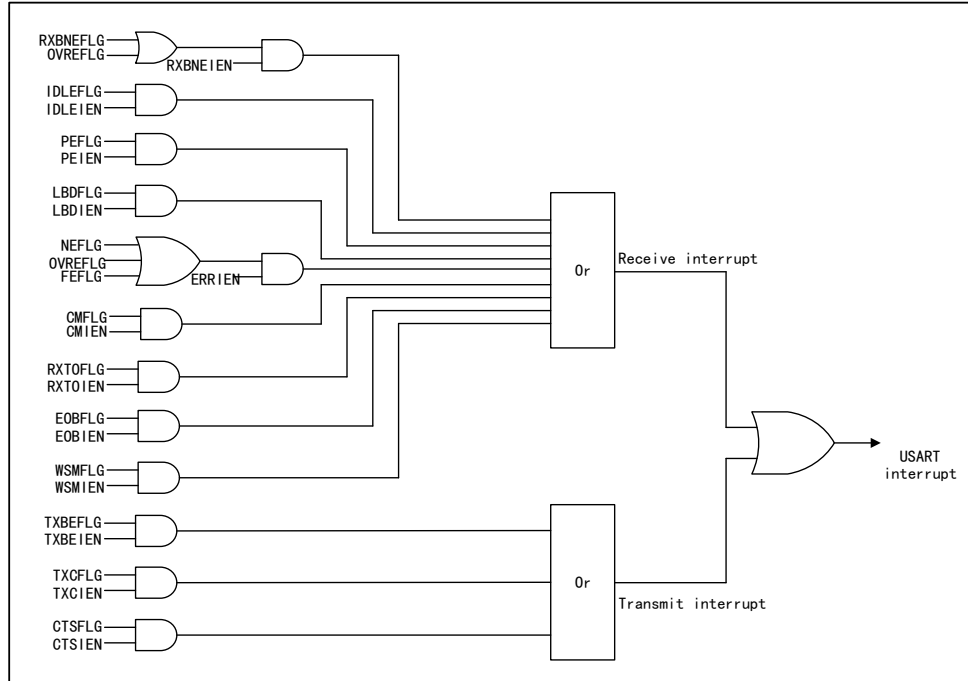 RXBNEFLG
OVREFLG
RXBNEIEN
IDLEFLG
IDLEIEN
PEFLG
PEIEN
LBDFLG
LBDIEN
NEFLG
OVREFLG
FEFLG
ERRIEN
CMFLG
CMIEN
RXTOFLG
RXTOIEN
EOBFLG
EOBIEN
WSMFLG
WSMIEN
Or
Receive interrupt
TXBEFLG
TXBEIEN
TXCFLG
TXCIEN
CTSFLG
CTSIEN
Or
Transmit interrupt
USART
interrupt